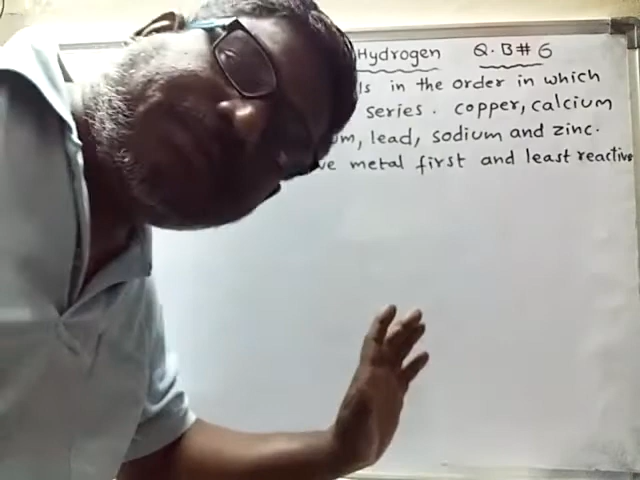 Hydrogen Q.B# 6
ls in the order in which
series. copper, calcium
um, lead, sodium and zinc.
ve metal first and least reactive